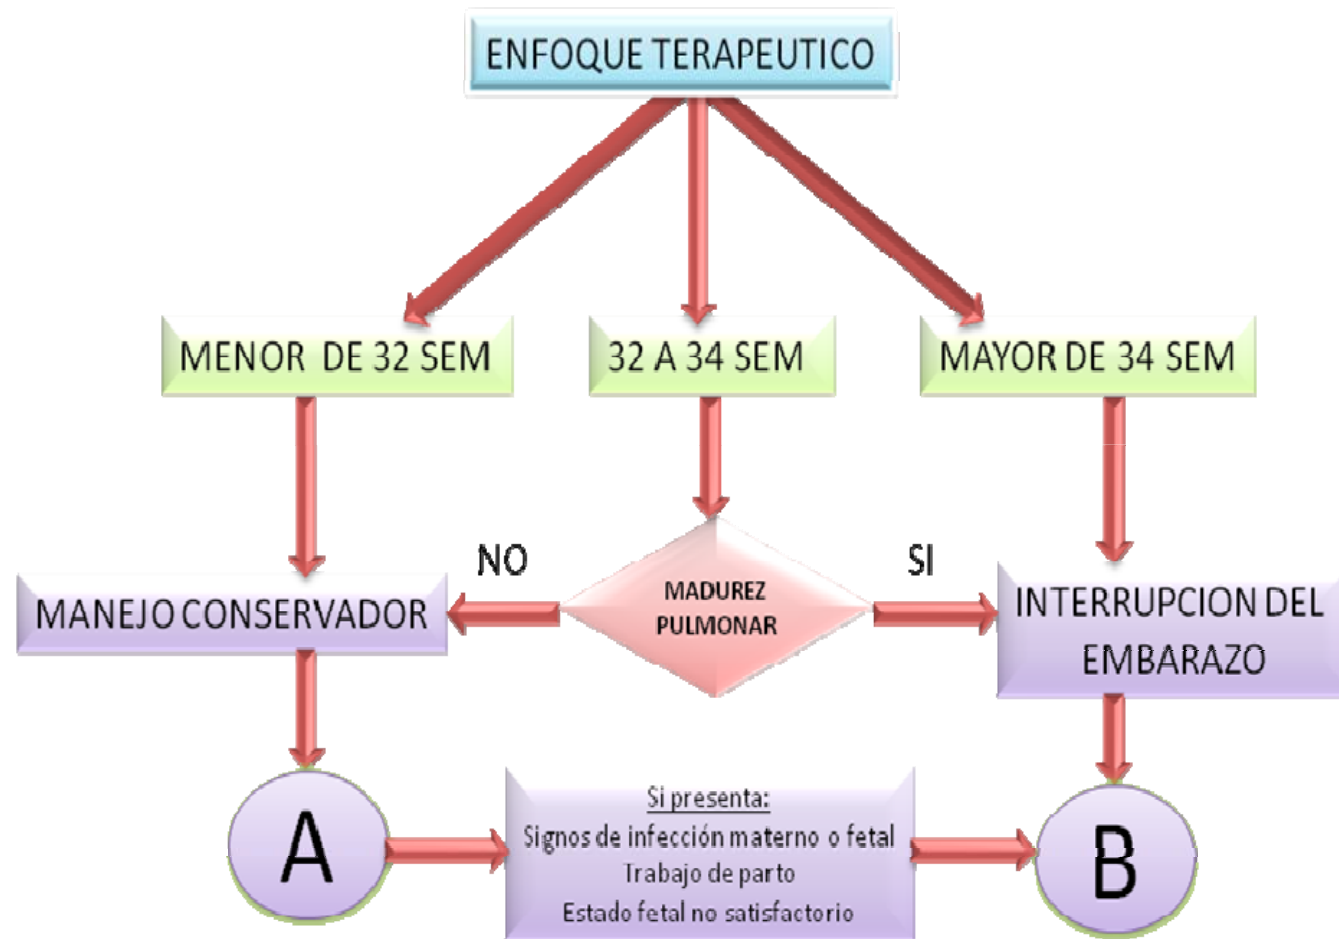 ENFOQUE TERAPEUTICO
MENOR DE 32 SEM
32 A 34 SEM
MAYOR DE 34 SEM
NO
SI
MADUREZ
PULMONAR
MANEJO CONSERVADOR
INTERRUPCION DEL
EMBARAZO
A
Si presenta:
Signos de infección materno o fetal
Trabajo de parto
Estado fetal no satisfactorio
B